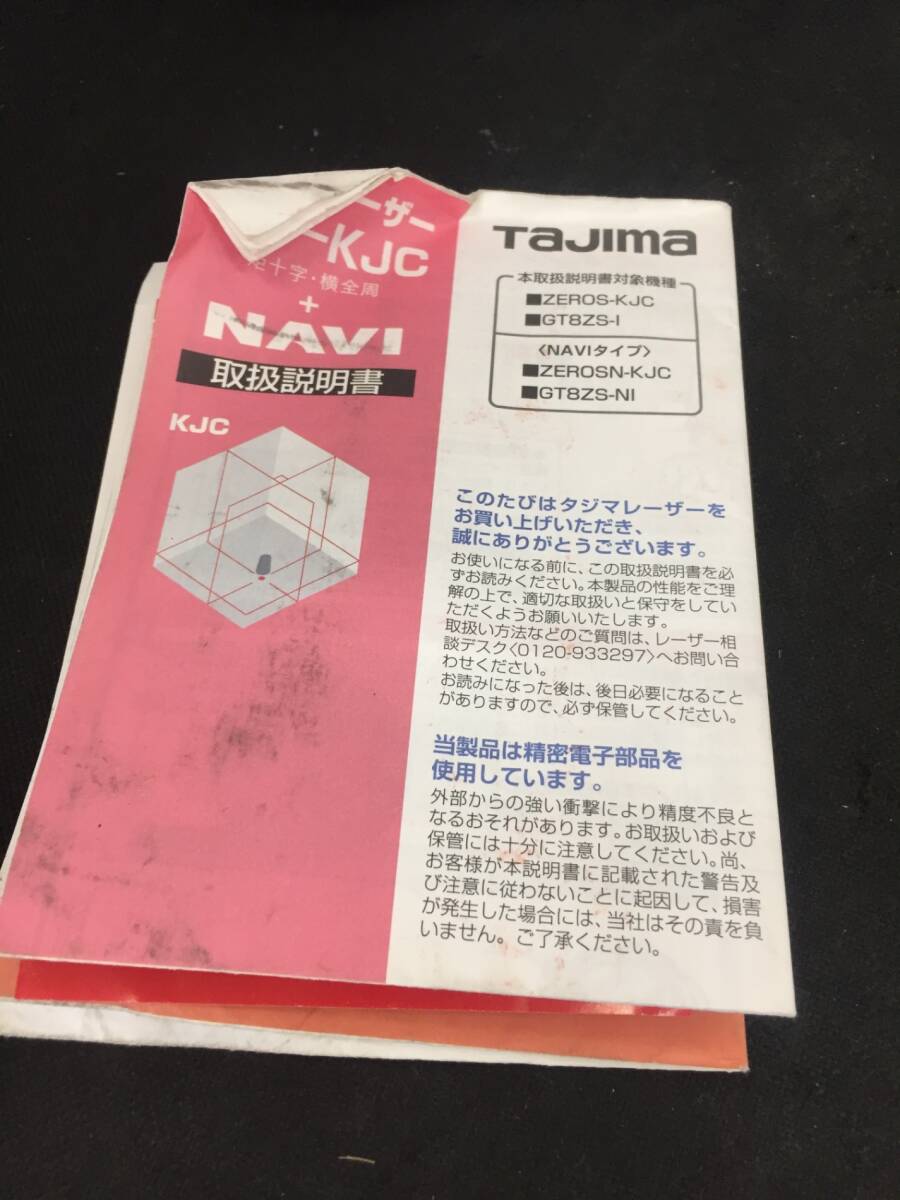 ーザー
ーKJC
矩十字・横全周
+
NAVI
取扱説明書
KJC
TaJIma
本取扱説明書対象機種
■ZEROS-KJC
■GT8ZS-I
〈NAVIタイプ〉
■ZEROSN-KJC
■GT8ZS-NI
このたびはタジマレーザーを
お買い上げいただき、
誠にありがとうございます。
お使いになる前に、この取扱説明書を必
ずお読みください。本製品の性能をご理
解の上で、適切な取扱いと保守をしてい
ただくようお願いいたします。
取扱い方法などのご質問は、レーザー相
談デスク〈0120-933297〉へお問い合
わせください。
お読みになった後は、後日必要になること
がありますので、必ず保管してください。
当製品は精密電子部品を
使用しています。
外部からの強い衝撃により精度不良と
なるおそれがあります。お取扱いおよび
保管には十分に注意してください。尚、
お客様が本説明書に記載された警告及
び注意に従わないことに起因して、損害
が発生した場合には、当社はその責を負
いません。ご了承ください。